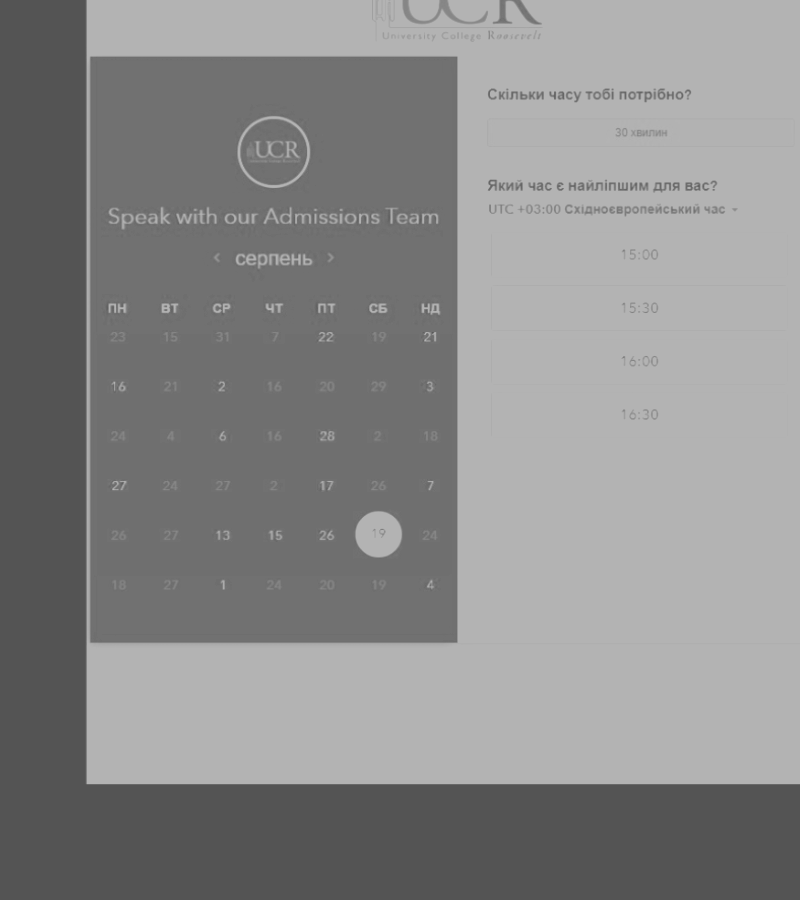 UCR
University College Roosevelt
UCR
Speak with our Admissions Team
‹ серпень ›
ПН ВТ СР ЧТ ПТ СБ НД
23 15 31 7 22 19 21
16 21 2 16 20 29 3
24 4 6 16 28 2 18
27 24 27 2 17 26 7
26 27 13 15 26 19 24
18 27 1 24 20 19 4
Скільки часу тобі потрібно?
30 хвилин
Який час є найліпшим для вас?
UTC +03:00 Східноєвропейський час
15:00
15:30
16:00
16:30